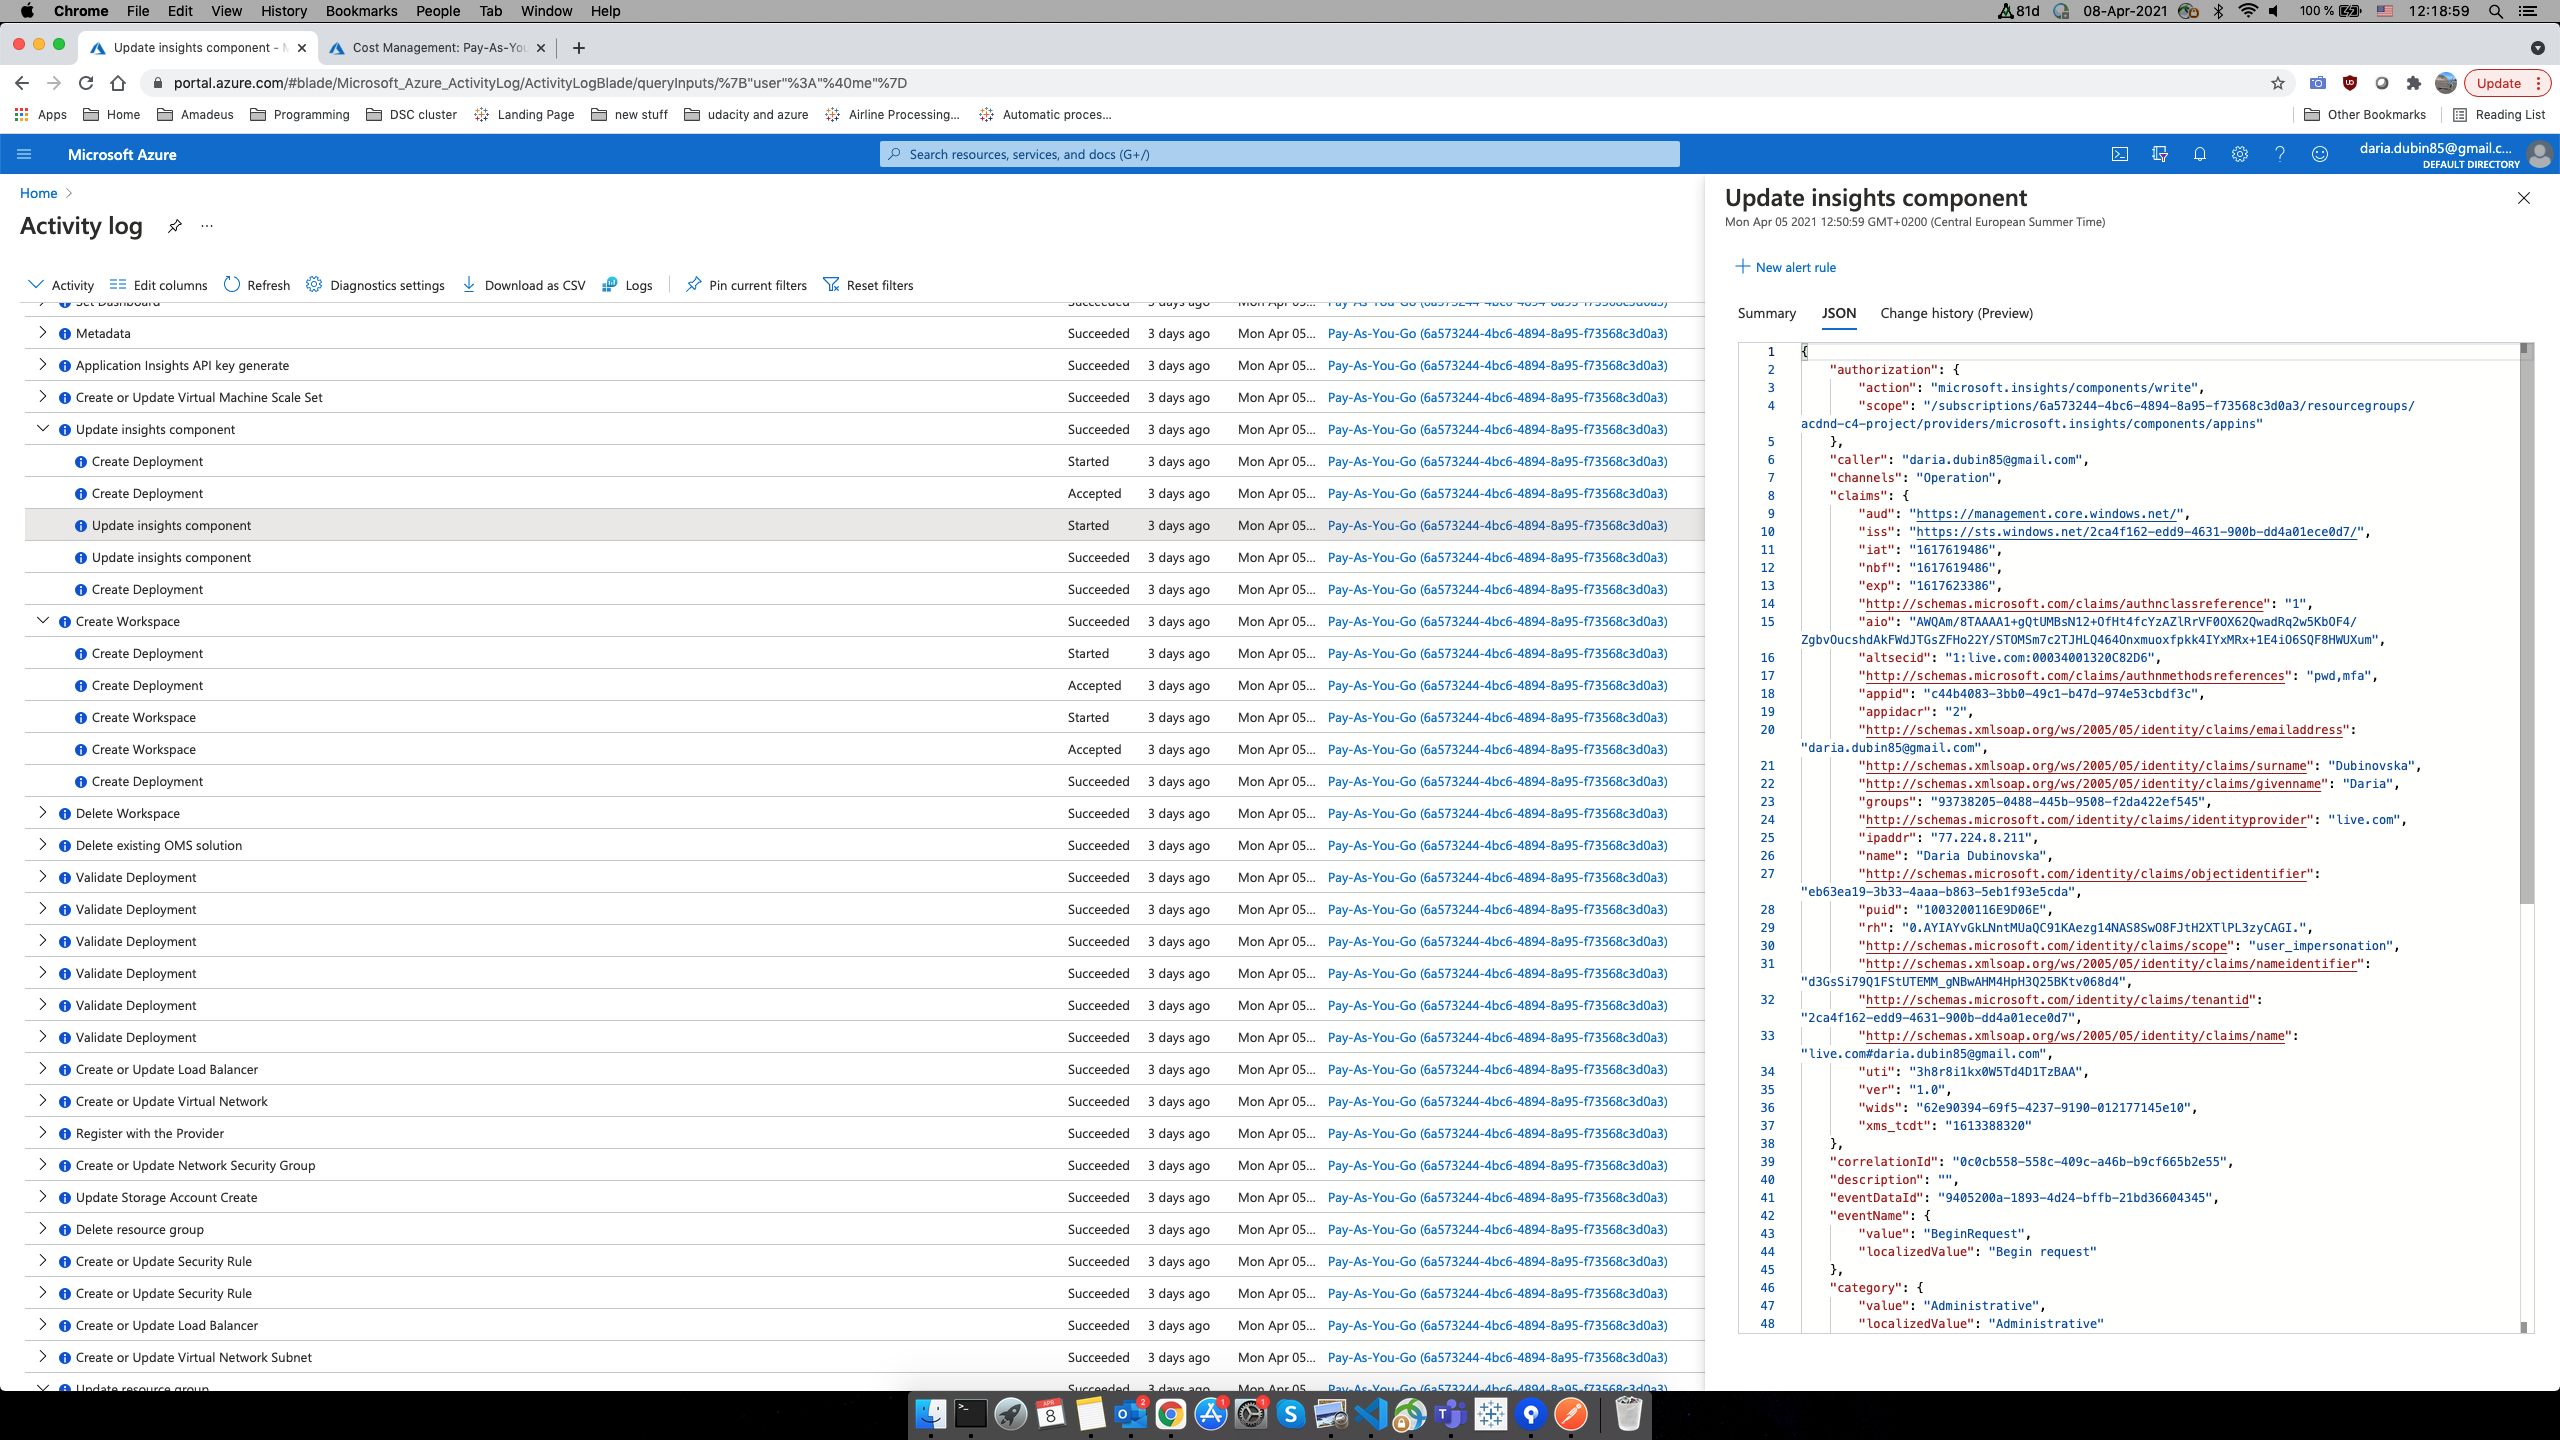 Chrome File Edit View History Bookmarks People Tab Window Help 81d 08-Apr-2021 100 % 12:18:59
Update insights component - M Cost Management: Pay-As-You
portal.azure.com/#blade/Microsoft_Azure_ActivityLog/ActivityLogBlade/queryInputs/%7B"user"%3A"%40me"%7D Update
Apps Home Amadeus Programming DSC cluster Landing Page new stuff udacity and azure Airline Processing... Automatic proces... Other Bookmarks Reading List
Microsoft Azure Search resources, services, and docs (G+/) daria.dubin85@gmail.c...
DEFAULT DIRECTORY
Home
Activity log ...
Activity Edit columns Refresh Diagnostics settings Download as CSV Logs Pin current filters Reset filters
Set Dashboard Succeeded 3 days ago Mon Apr 05... Pay-As-You-Go (6a573244-4bc6-4894-8a95-f73568c3d0a3)
Metadata Succeeded 3 days ago Mon Apr 05... Pay-As-You-Go (6a573244-4bc6-4894-8a95-f73568c3d0a3)
Application Insights API key generate Succeeded 3 days ago Mon Apr 05... Pay-As-You-Go (6a573244-4bc6-4894-8a95-f73568c3d0a3)
Create or Update Virtual Machine Scale Set Succeeded 3 days ago Mon Apr 05... Pay-As-You-Go (6a573244-4bc6-4894-8a95-f73568c3d0a3)
Update insights component Succeeded 3 days ago Mon Apr 05... Pay-As-You-Go (6a573244-4bc6-4894-8a95-f73568c3d0a3)
Create Deployment Started 3 days ago Mon Apr 05... Pay-As-You-Go (6a573244-4bc6-4894-8a95-f73568c3d0a3)
Create Deployment Accepted 3 days ago Mon Apr 05... Pay-As-You-Go (6a573244-4bc6-4894-8a95-f73568c3d0a3)
Update insights component Started 3 days ago Mon Apr 05... Pay-As-You-Go (6a573244-4bc6-4894-8a95-f73568c3d0a3)
Update insights component Succeeded 3 days ago Mon Apr 05... Pay-As-You-Go (6a573244-4bc6-4894-8a95-f73568c3d0a3)
Create Deployment Succeeded 3 days ago Mon Apr 05... Pay-As-You-Go (6a573244-4bc6-4894-8a95-f73568c3d0a3)
Create Workspace Succeeded 3 days ago Mon Apr 05... Pay-As-You-Go (6a573244-4bc6-4894-8a95-f73568c3d0a3)
Create Deployment Started 3 days ago Mon Apr 05... Pay-As-You-Go (6a573244-4bc6-4894-8a95-f73568c3d0a3)
Create Deployment Accepted 3 days ago Mon Apr 05... Pay-As-You-Go (6a573244-4bc6-4894-8a95-f73568c3d0a3)
Create Workspace Started 3 days ago Mon Apr 05... Pay-As-You-Go (6a573244-4bc6-4894-8a95-f73568c3d0a3)
Create Workspace Accepted 3 days ago Mon Apr 05... Pay-As-You-Go (6a573244-4bc6-4894-8a95-f73568c3d0a3)
Create Deployment Succeeded 3 days ago Mon Apr 05... Pay-As-You-Go (6a573244-4bc6-4894-8a95-f73568c3d0a3)
Delete Workspace Succeeded 3 days ago Mon Apr 05... Pay-As-You-Go (6a573244-4bc6-4894-8a95-f73568c3d0a3)
Delete existing OMS solution Succeeded 3 days ago Mon Apr 05... Pay-As-You-Go (6a573244-4bc6-4894-8a95-f73568c3d0a3)
Validate Deployment Succeeded 3 days ago Mon Apr 05... Pay-As-You-Go (6a573244-4bc6-4894-8a95-f73568c3d0a3)
Validate Deployment Succeeded 3 days ago Mon Apr 05... Pay-As-You-Go (6a573244-4bc6-4894-8a95-f73568c3d0a3)
Validate Deployment Succeeded 3 days ago Mon Apr 05... Pay-As-You-Go (6a573244-4bc6-4894-8a95-f73568c3d0a3)
Validate Deployment Succeeded 3 days ago Mon Apr 05... Pay-As-You-Go (6a573244-4bc6-4894-8a95-f73568c3d0a3)
Validate Deployment Succeeded 3 days ago Mon Apr 05... Pay-As-You-Go (6a573244-4bc6-4894-8a95-f73568c3d0a3)
Validate Deployment Succeeded 3 days ago Mon Apr 05... Pay-As-You-Go (6a573244-4bc6-4894-8a95-f73568c3d0a3)
Create or Update Load Balancer Succeeded 3 days ago Mon Apr 05... Pay-As-You-Go (6a573244-4bc6-4894-8a95-f73568c3d0a3)
Create or Update Virtual Network Succeeded 3 days ago Mon Apr 05... Pay-As-You-Go (6a573244-4bc6-4894-8a95-f73568c3d0a3)
Register with the Provider Succeeded 3 days ago Mon Apr 05... Pay-As-You-Go (6a573244-4bc6-4894-8a95-f73568c3d0a3)
Create or Update Network Security Group Succeeded 3 days ago Mon Apr 05... Pay-As-You-Go (6a573244-4bc6-4894-8a95-f73568c3d0a3)
Update Storage Account Create Succeeded 3 days ago Mon Apr 05... Pay-As-You-Go (6a573244-4bc6-4894-8a95-f73568c3d0a3)
Delete resource group Succeeded 3 days ago Mon Apr 05... Pay-As-You-Go (6a573244-4bc6-4894-8a95-f73568c3d0a3)
Create or Update Security Rule Succeeded 3 days ago Mon Apr 05... Pay-As-You-Go (6a573244-4bc6-4894-8a95-f73568c3d0a3)
Create or Update Security Rule Succeeded 3 days ago Mon Apr 05... Pay-As-You-Go (6a573244-4bc6-4894-8a95-f73568c3d0a3)
Create or Update Load Balancer Succeeded 3 days ago Mon Apr 05... Pay-As-You-Go (6a573244-4bc6-4894-8a95-f73568c3d0a3)
Create or Update Virtual Network Subnet Succeeded 3 days ago Mon Apr 05... Pay-As-You-Go (6a573244-4bc6-4894-8a95-f73568c3d0a3)
Update resource group Succeeded 3 days ago Mon Apr 05... Pay-As-You-Go (6a573244-4bc6-4894-8a95-f73568c3d0a3)
Update insights component
Mon Apr 05 2021 12:50:59 GMT+0200 (Central European Summer Time)
New alert rule
Summary JSON Change history (Preview)
1 {
2 "authorization": {
3 "action": "microsoft.insights/components/write",
4 "scope": "/subscriptions/6a573244-4bc6-4894-8a95-f73568c3d0a3/resourcegroups/
acdnd-c4-project/providers/microsoft.insights/components/appins"
5 },
6 "caller": "daria.dubin85@gmail.com",
7 "channels": "Operation",
8 "claims": {
9 "aud": "https://management.core.windows.net/",
10 "iss": "https://sts.windows.net/2ca4f162-edd9-4631-900b-dd4a01ece0d7/",
11 "iat": "1617619486",
12 "nbf": "1617619486",
13 "exp": "1617623386",
14 "http://schemas.microsoft.com/claims/authnclassreference": "1",
15 "aio": "AWQAm/8TAAAA1+gQtUMBsN12+OfHt4fcYzAZlRrVF0OX62QwadRq2w5KbOF4/
ZgbvOucshdAkFWdJTGsZFHo22Y/STOMSm7c2TJHLQ464Onxmuoxfpkk4IYxMRx+1E4iO6SQF8HWUXum",
16 "altsecid": "1:live.com:00034001320C82D6",
17 "http://schemas.microsoft.com/claims/authnmethodsreferences": "pwd,mfa",
18 "appid": "c44b4083-3bb0-49c1-b47d-974e53cbdf3c",
19 "appidacr": "2",
20 "http://schemas.xmlsoap.org/ws/2005/05/identity/claims/emailaddress":
"daria.dubin85@gmail.com",
21 "http://schemas.xmlsoap.org/ws/2005/05/identity/claims/surname": "Dubinovska",
22 "http://schemas.xmlsoap.org/ws/2005/05/identity/claims/givenname": "Daria",
23 "groups": "93738205-0488-445b-9508-f2da422ef545",
24 "http://schemas.microsoft.com/identity/claims/identityprovider": "live.com",
25 "ipaddr": "77.224.8.211",
26 "name": "Daria Dubinovska",
27 "http://schemas.microsoft.com/identity/claims/objectidentifier":
"eb63ea19-3b33-4aaa-b863-5eb1f93e5cda",
28 "puid": "1003200116E9D06E",
29 "rh": "0.AYIAYvGkLNntMUaQC91KAezg14NAS8SwO8FJtH2XTlPL3zyCAGI.",
30 "http://schemas.microsoft.com/identity/claims/scope": "user_impersonation",
31 "http://schemas.xmlsoap.org/ws/2005/05/identity/claims/nameidentifier":
"d3GsSi79Q1FStUTEMM_gNBwAHM4HpH3Q25BKtv068d4",
32 "http://schemas.microsoft.com/identity/claims/tenantid":
"2ca4f162-edd9-4631-900b-dd4a01ece0d7",
33 "http://schemas.xmlsoap.org/ws/2005/05/identity/claims/name":
"live.com#daria.dubin85@gmail.com",
34 "uti": "3h8r8i1kx0W5Td4D1TzBAA",
35 "ver": "1.0",
36 "wids": "62e90394-69f5-4237-9190-012177145e10",
37 "xms_tcdt": "1613388320"
38 },
39 "correlationId": "0c0cb558-558c-409c-a46b-b9cf665b2e55",
40 "description": "",
41 "eventDataId": "9405200a-1893-4d24-bffb-21bd36604345",
42 "eventName": {
43 "value": "BeginRequest",
44 "localizedValue": "Begin request"
45 },
46 "category": {
47 "value": "Administrative",
48 "localizedValue": "Administrative"
APR 8 2 1 1